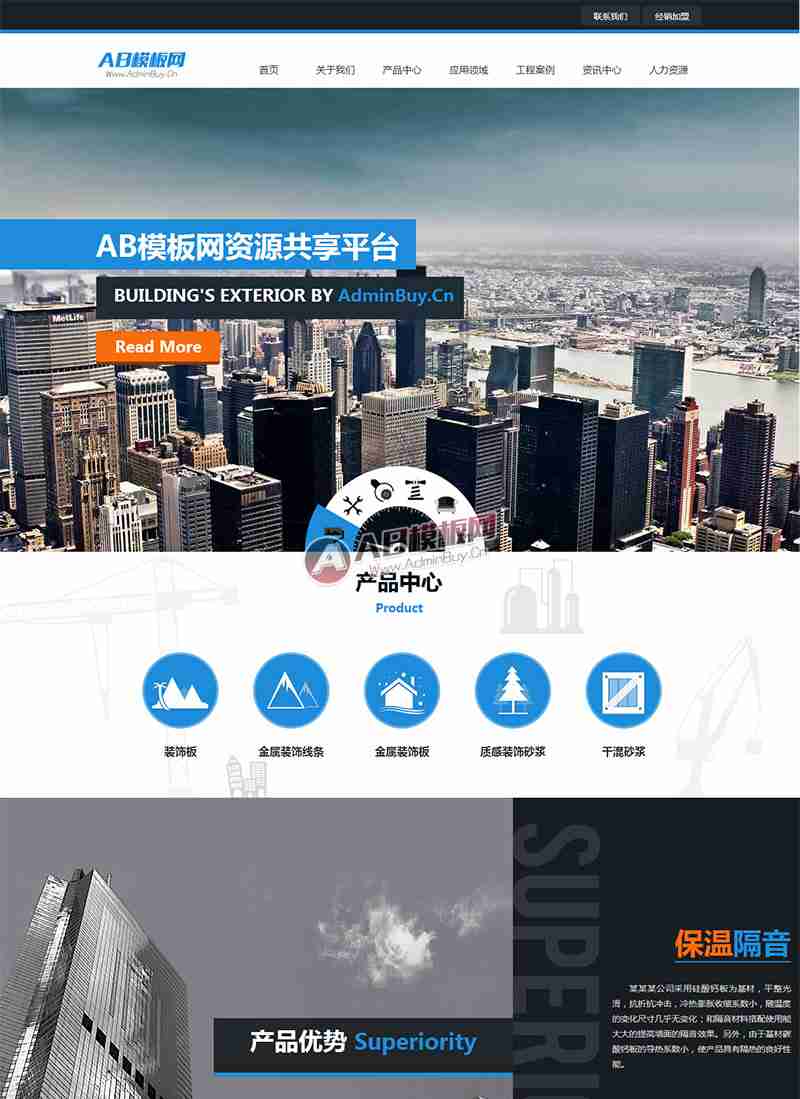 联系我们 经销加盟
AB模板网
Www.AdminBuy.Cn
首页 关于我们 产品中心 应用领域 工程案例 资讯中心 人力资源
AB模板网资源共享平台
BUILDING'S EXTERIOR BY AdminBuy.Cn
MetLife
Read More
AB模板网
Www.AdminBuy.Cn
产品中心
Product
装饰板 金属装饰线条 金属装饰板 质感装饰砂浆 干混砂浆
SUPERI
保温隔音
某某某公司采用硅酸钙板为基材，平整光
滑，抗折抗冲击，冷热膨胀收缩系数小，随温度
的变化尺寸几乎无变化；和隔音材料搭配使用能
大大的提高墙面的隔音效果。另外，由于基材碳
酸钙板的导热系数小，使产品具有隔热的良好性
能。
产品优势 Superiority